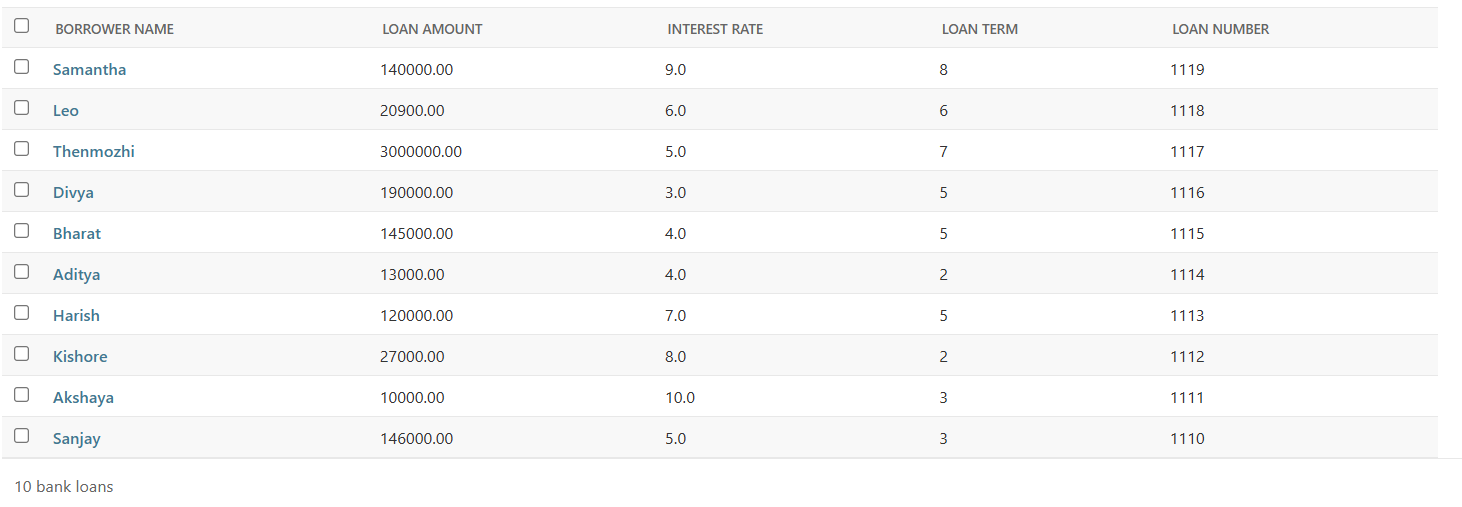 BORROWER NAME LOAN AMOUNT INTEREST RATE LOAN TERM LOAN NUMBER
Samantha 140000.00 9.0 8 1119
Leo 20900.00 6.0 6 1118
Thenmozhi 3000000.00 5.0 7 1117
Divya 190000.00 3.0 5 1116
Bharat 145000.00 4.0 5 1115
Aditya 13000.00 4.0 2 1114
Harish 120000.00 7.0 5 1113
Kishore 27000.00 8.0 2 1112
Akshaya 10000.00 10.0 3 1111
Sanjay 146000.00 5.0 3 1110
10 bank loans